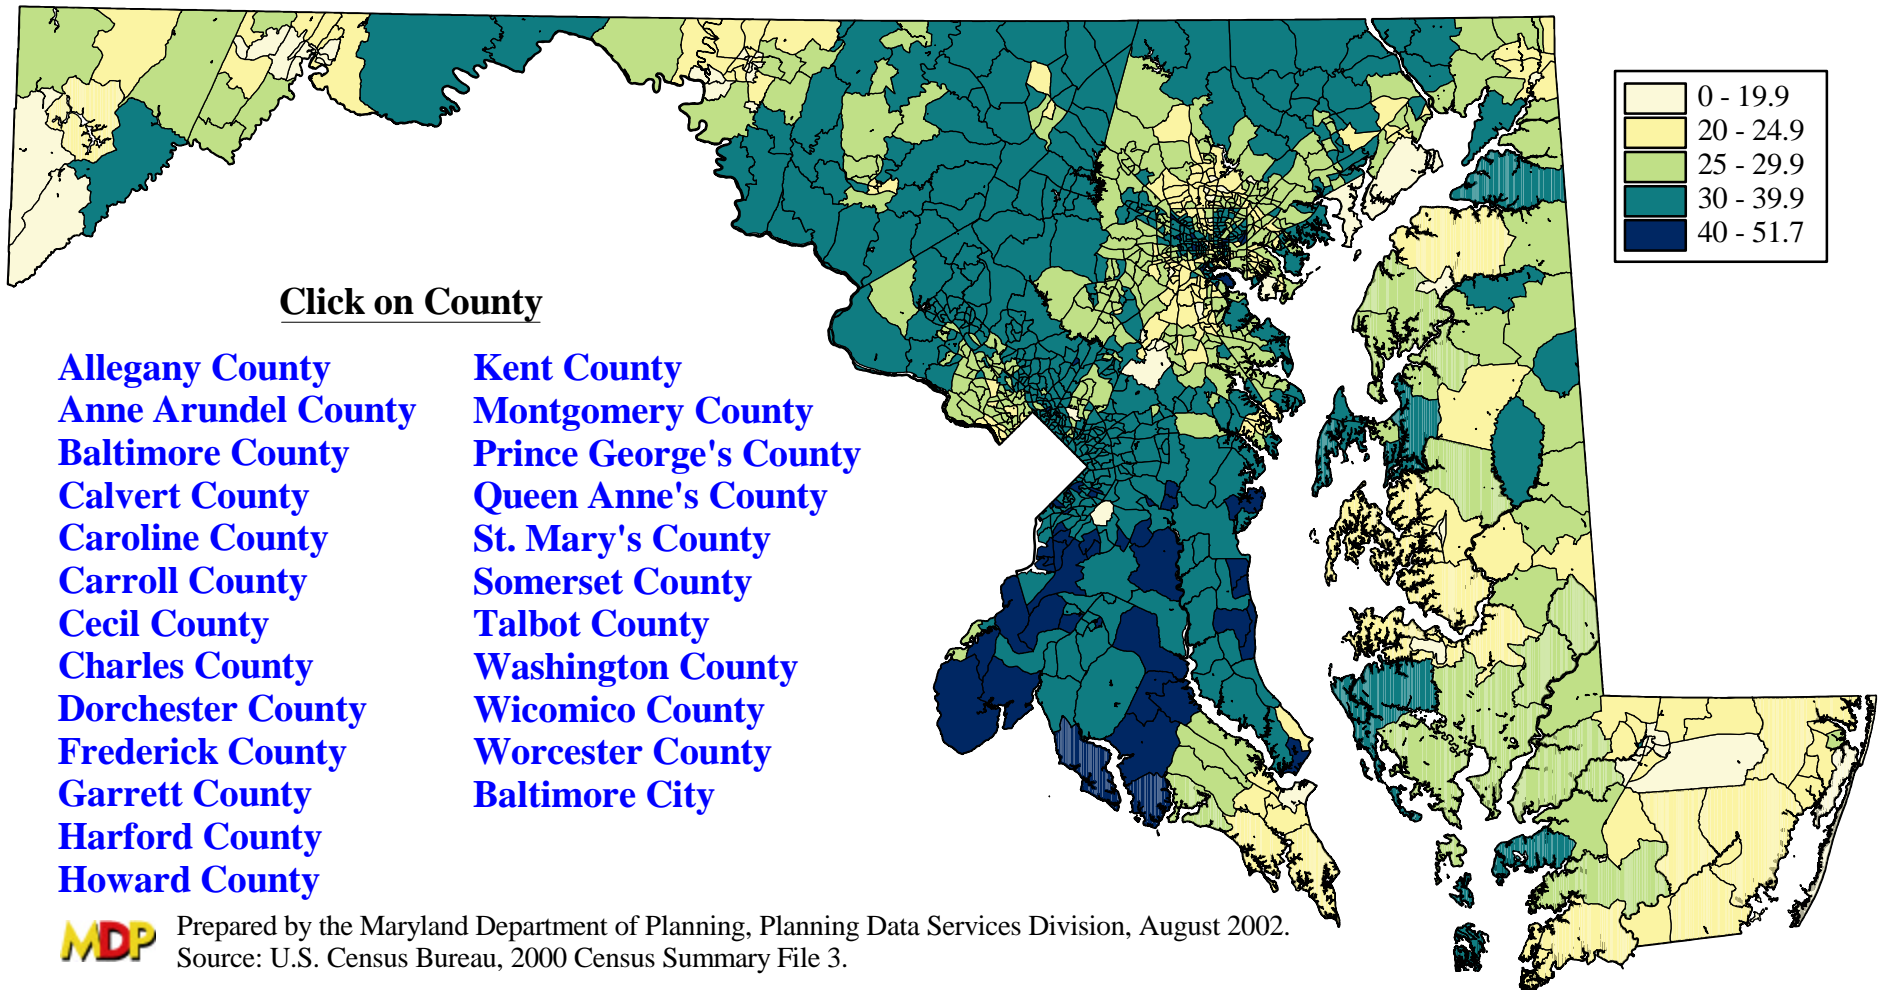 0 - 19.9
20 - 24.9
25 - 29.9
30 - 39.9
40 - 51.7
Click on County
Allegany County
Anne Arundel County
Baltimore County
Calvert County
Caroline County
Carroll County
Cecil County
Charles County
Dorchester County
Frederick County
Garrett County
Harford County
Howard County
Kent County
Montgomery County
Prince George's County
Queen Anne's County
St. Mary's County
Somerset County
Talbot County
Washington County
Wicomico County
Worcester County
Baltimore City
MDP
Prepared by the Maryland Department of Planning, Planning Data Services Division, August 2002.
Source: U.S. Census Bureau, 2000 Census Summary File 3.